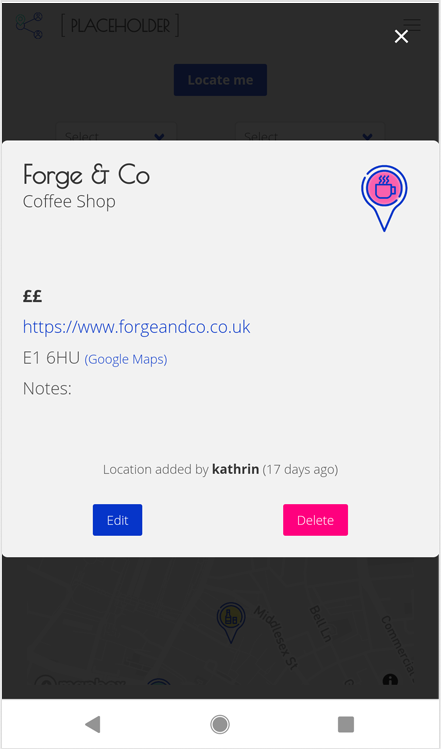 [ PLACEHOLDER ]
Locate me
Select
Select
Forge & Co
Coffee Shop
££
https://www.forgeandco.co.uk
E1 6HU (Google Maps)
Notes:
Location added by kathrin (17 days ago)
Edit
Delete
Middlesex St
Bell Ln